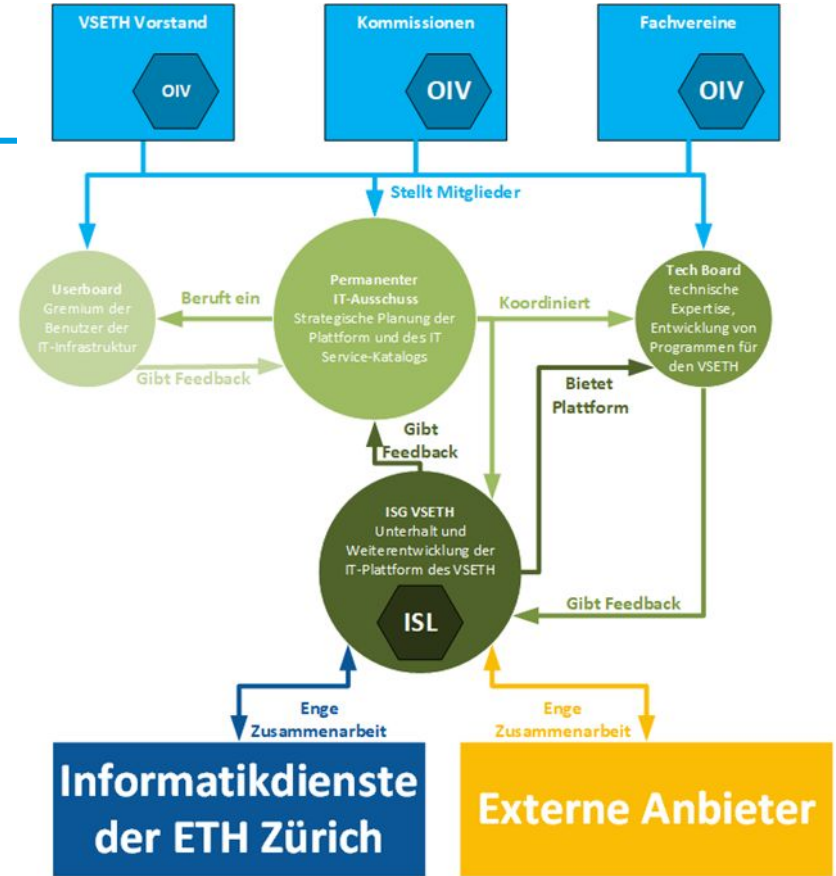 VSETH Vorstand
OIV
Kommissionen
OIV
Fachvereine
OIV
Stellt Mitglieder
Userboard
Gremium der
Benutzer der
IT-Infrastruktur
Beruft ein
Gibt Feedback
Permanenter
IT-Ausschuss
Strategische Planung der
Plattform und des IT
Service-Katalogs
Koordiniert
Tech Board
technische
Expertise,
Entwicklung von
Programmen für
den VSETH
Bietet
Plattform
Gibt
Feedback
ISG VSETH
Unterhalt und
Weiterentwicklung der
IT-Plattform des VSETH
ISL
Gibt Feedback
Enge
Zusammenarbeit
Enge
Zusammenarbeit
Informatikdienste
der ETH Zürich
Externe Anbieter